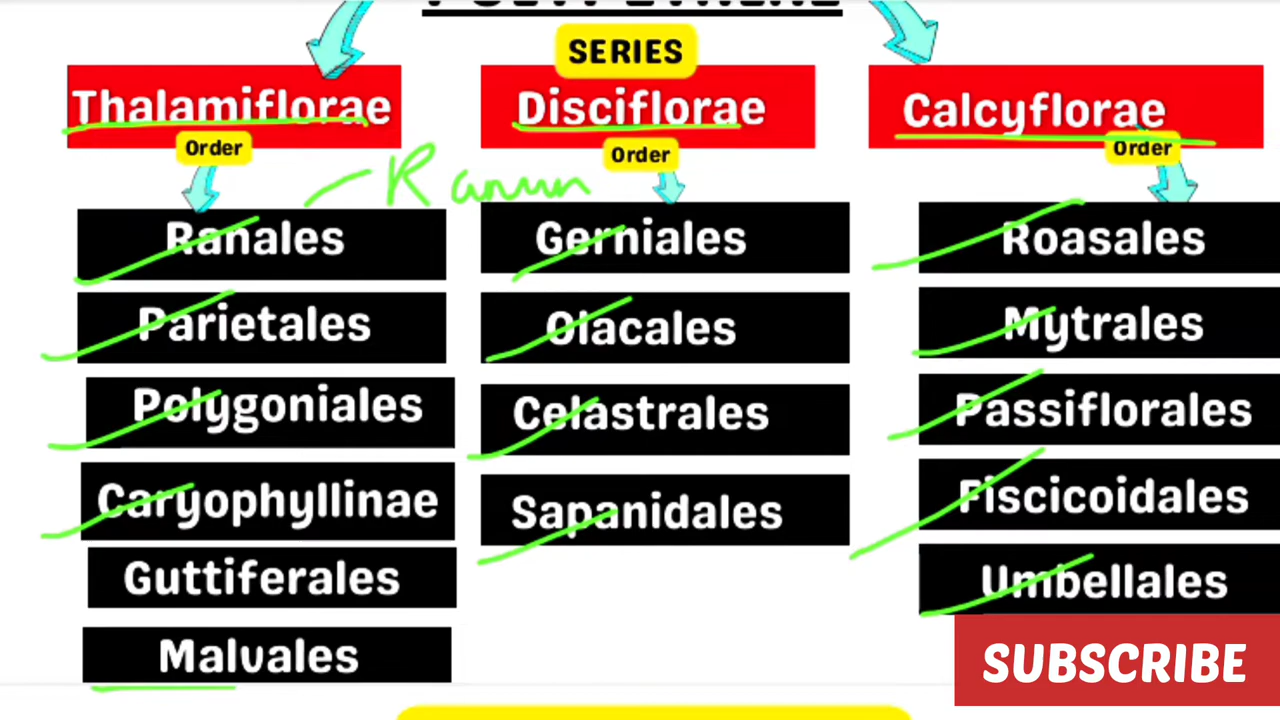 SERIES
Thalamiflorae
Order
Ranun
Ranales
Parietales
Polygoniales
Caryophyllinae
Guttiferales
Malvales
Disciflorae
Order
Gerniales
Olacales
Celastrales
Sapanidales
Calcyflorae
Order
Roasales
Mytrales
Passiflorales
Fiscicoidales
Umbellales
SUBSCRIBE